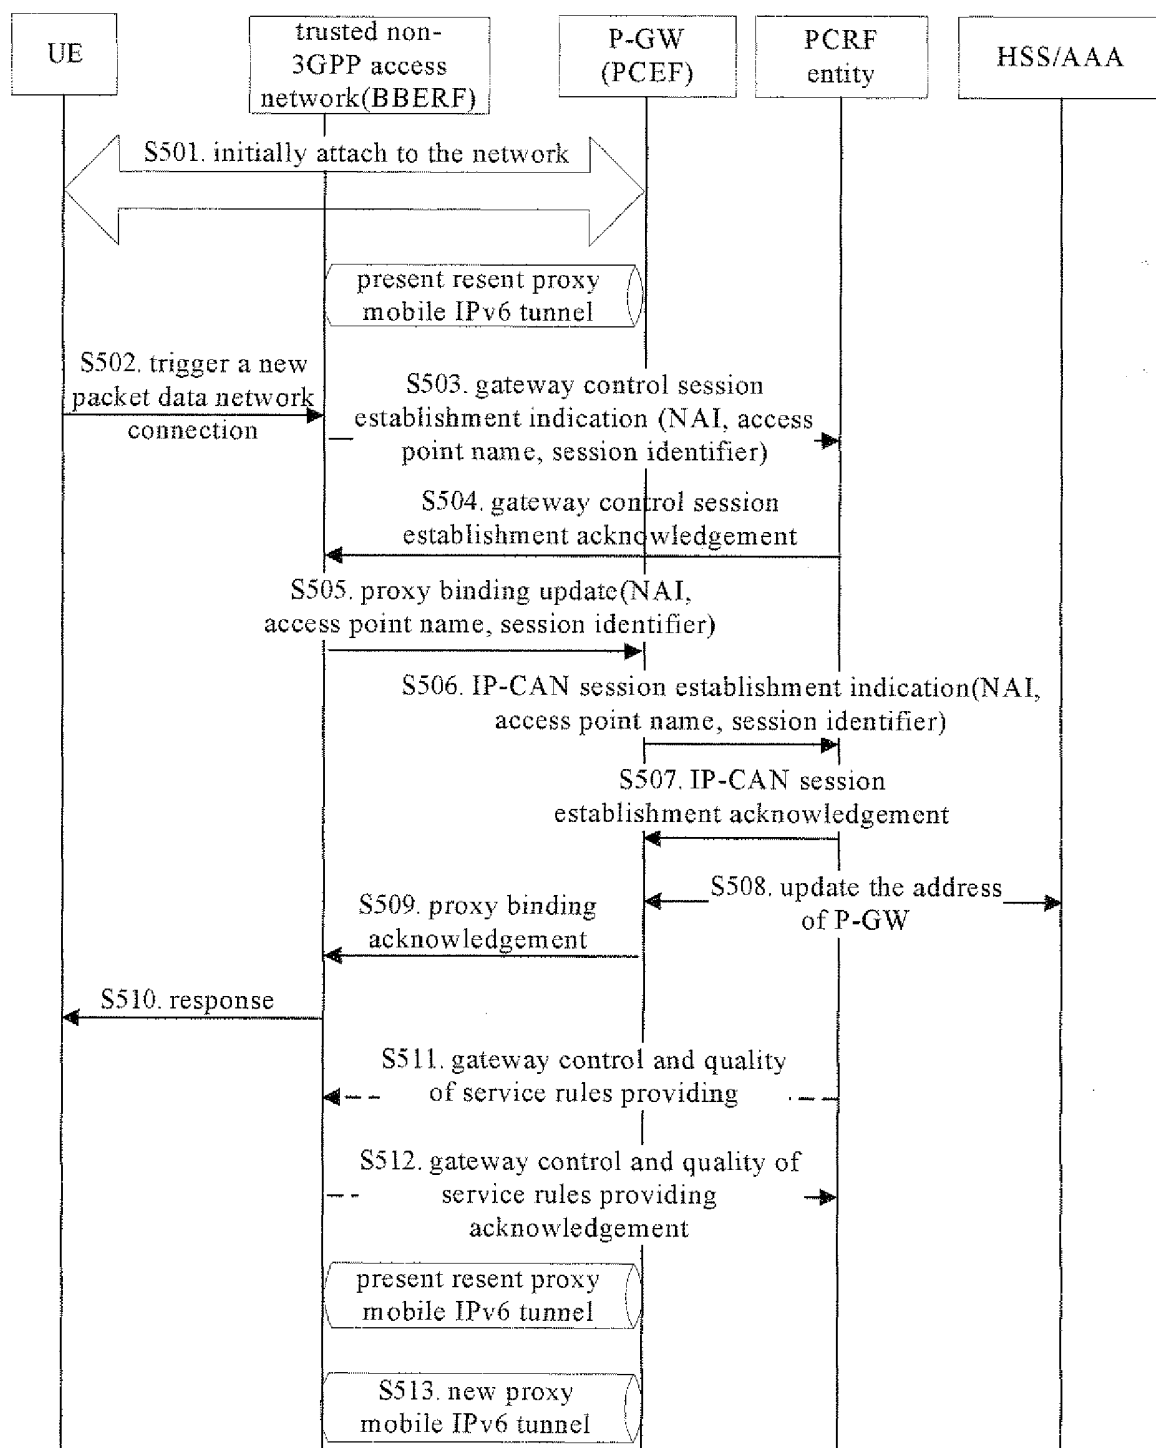 UE
trusted non-
3GPP access
network(BBERF)
P-GW
(PCEF)
PCRF
entity
HSS/AAA
S501. initially attach to the network
present resent proxy
mobile IPv6 tunnel
S502. trigger a new
packet data network
connection
S503. gateway control session
establishment indication (NAI, access
point name, session identifier)
S504. gateway control session
establishment acknowledgement
S505. proxy binding update(NAI,
access point name, session identifier)
S506. IP-CAN session establishment indication(NAI,
access point name, session identifier)
S507. IP-CAN session
establishment acknowledgement
S508. update the address
of P-GW
S509. proxy binding
acknowledgement
S510. response
S511. gateway control and quality
of service rules providing
S512. gateway control and quality of
service rules providing
acknowledgement
present resent proxy
mobile IPv6 tunnel
S513. new proxy
mobile IPv6 tunnel